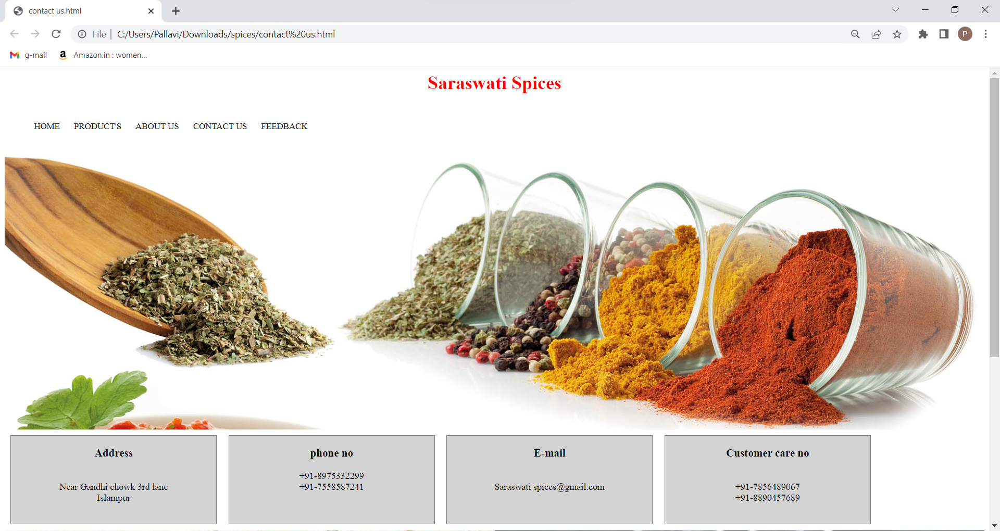 contact us.html
File
C:/Users/Pallavi/Downloads/spices/contact%20us.html
P
g-mail
Amazon.in : women...
Saraswati Spices
HOME PRODUCT'S ABOUT US CONTACT US FEEDBACK
Address
Near Gandhi chowk 3rd lane
Islampur
phone no
+91-8975332299
+91-7558587241
E-mail
Saraswati spices@gmail.com
Customer care no
+91-7856489067
+91-8890457689